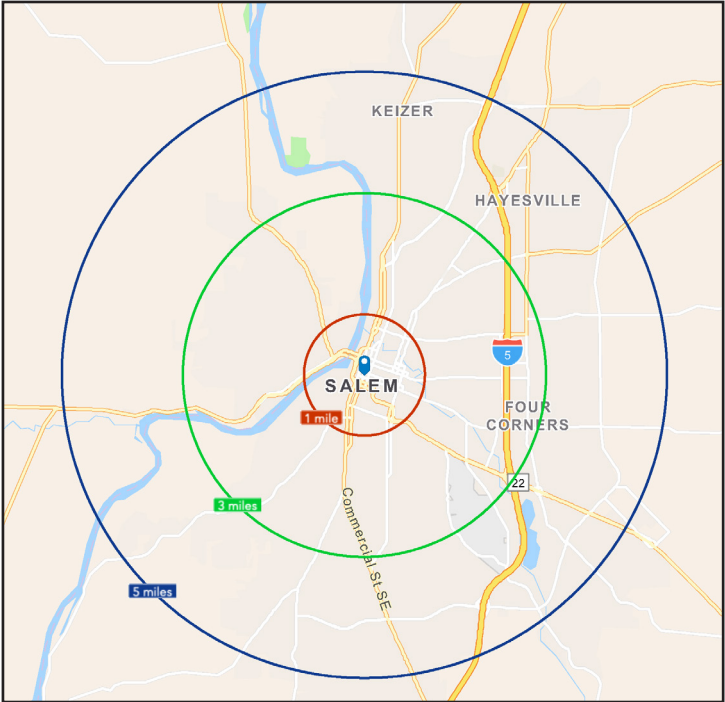 KEIZER
HAYESVILLE
5
SALEM
1 mile
FOUR
CORNERS
22
3 miles
Commercial St SE
5 miles